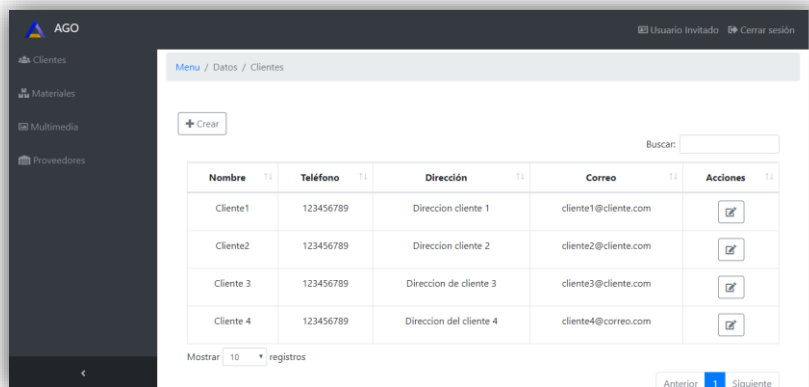 AGO
Usuario Invitado Cerrar sesión
Clientes
Materiales
Multimedia
Proveedores
Menu / Datos / Clientes
+ Crear
Buscar:
Nombre Teléfono Dirección Correo Acciones
Cliente1 123456789 Direccion cliente 1 cliente1@cliente.com
Cliente2 123456789 Direccion cliente 2 cliente2@cliente.com
Cliente 3 123456789 Direccion de cliente 3 cliente3@cliente.com
Cliente 4 123456789 Direccion del cliente 4 cliente4@correo.com
Mostrar 10 registros
Anterior 1 Siguiente